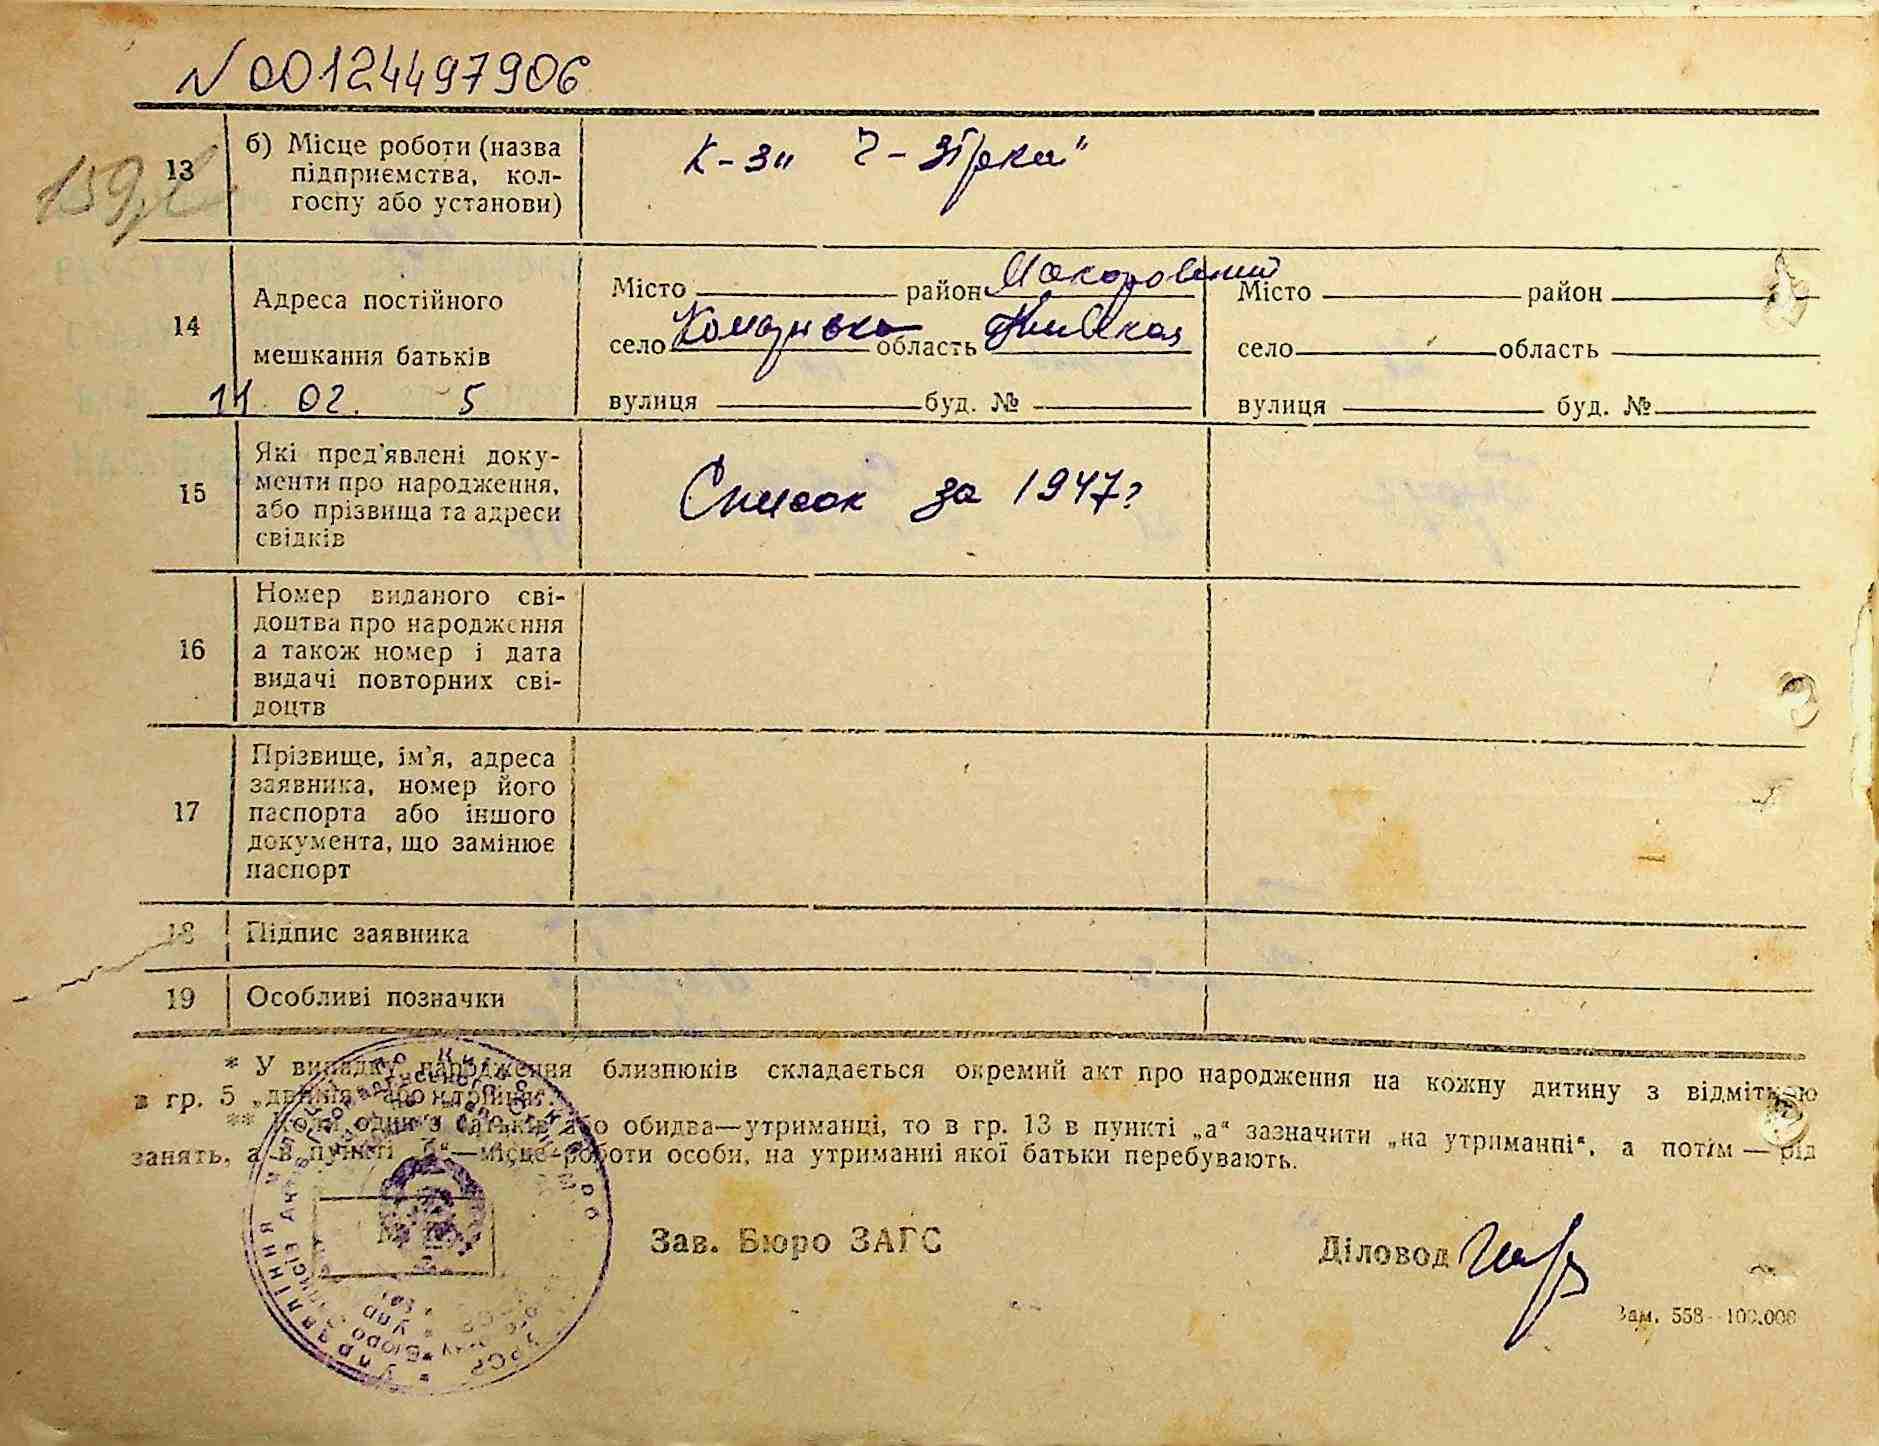 N 00124497906
13 б) Місце роботи (назва
підприємства, кол-
госпу або установи)
К-з „Ч-Зірка"
159
14 Адреса постійного
мешкання батьків
Місто район Макоровский
село область Київская
вулиця буд. №
Місто район
село область
вулиця буд. №
14 02. 5
15 Які пред'явлені доку-
менти про народження,
або прізвища та адреси
свідків
Список за 1947г
16 Номер виданого сві-
доцтва про народження
а також номер і дата
видачі повторних сві-
доцтв
17 Прізвище, ім'я, адреса
заявника, номер його
паспорта або іншого
документа, що замінює
паспорт
18 Підпис заявника
19 Особливі позначки
* У випадку народження близнюків складається окремий акт про народження на кожну дитину з відміткою
в гр. 5 „двійня" або „трійня".
** Коли один з батьків або обидва—утриманці, то в гр. 13 в пункті „а" зазначити „на утриманні", а потім — рід
занять, а в пункті „б"—місце роботи особи, на утриманні якої батьки перебувають.
Зав. Бюро ЗАГС
Діловод
Зам. 558—100.000